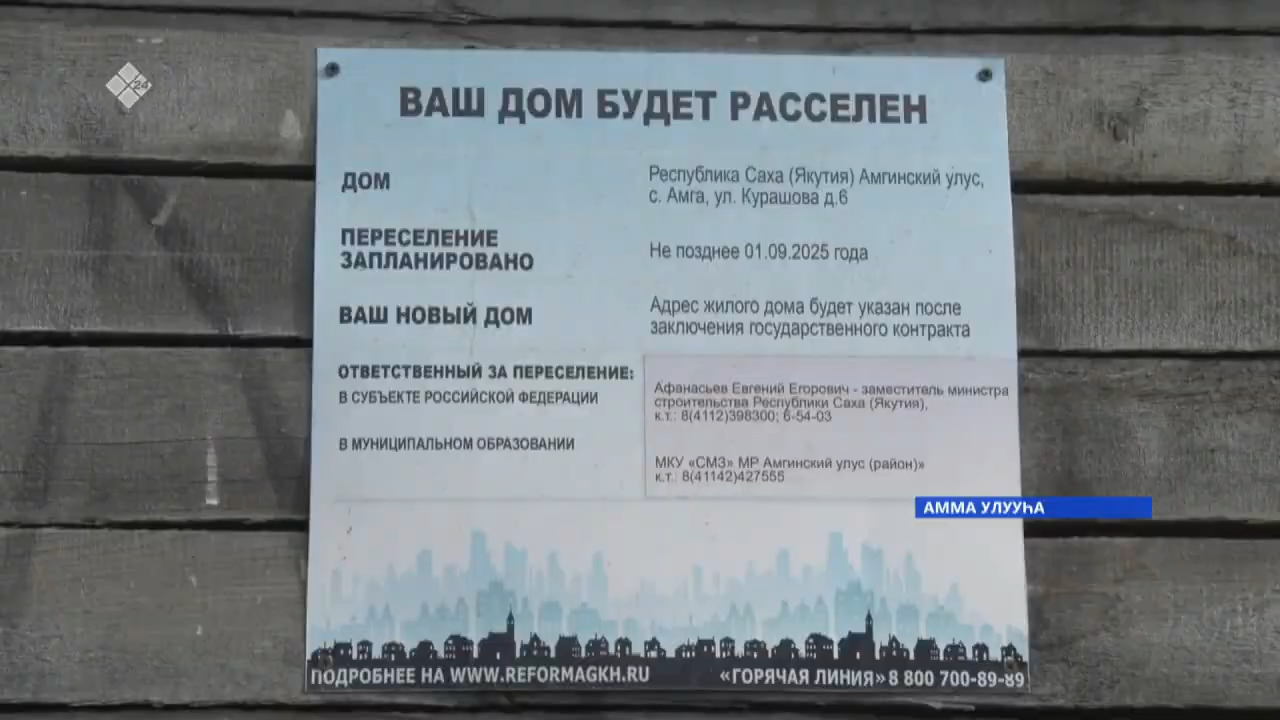 24
ВАШ ДОМ БУДЕТ РАССЕЛЕН
ДОМ
Республика Саха (Якутия) Амгинский улус,
с. Амга, ул. Курашова д.6
ПЕРЕСЕЛЕНИЕ
ЗАПЛАНИРОВАНО
Не позднее 01.09.2025 года
ВАШ НОВЫЙ ДОМ
Адрес жилого дома будет указан после
заключения государственного контракта
ОТВЕТСТВЕННЫЙ ЗА ПЕРЕСЕЛЕНИЕ:
В СУБЪЕКТЕ РОССИЙСКОЙ ФЕДЕРАЦИИ
Афанасьев Евгений Егорович - заместитель министра
строительства Республики Саха (Якутия),
к.т.: 8(4112)398300; 6-54-03
В МУНИЦИПАЛЬНОМ ОБРАЗОВАНИИ
МКУ «СМЗ» МР Амгинский улус (район)»
к.т.: 8(41142)427555
АММА УЛУУҺА
ПОДРОБНЕЕ НА WWW.REFORMAGKH.RU
«ГОРЯЧАЯ ЛИНИЯ» 8 800 700-89-89